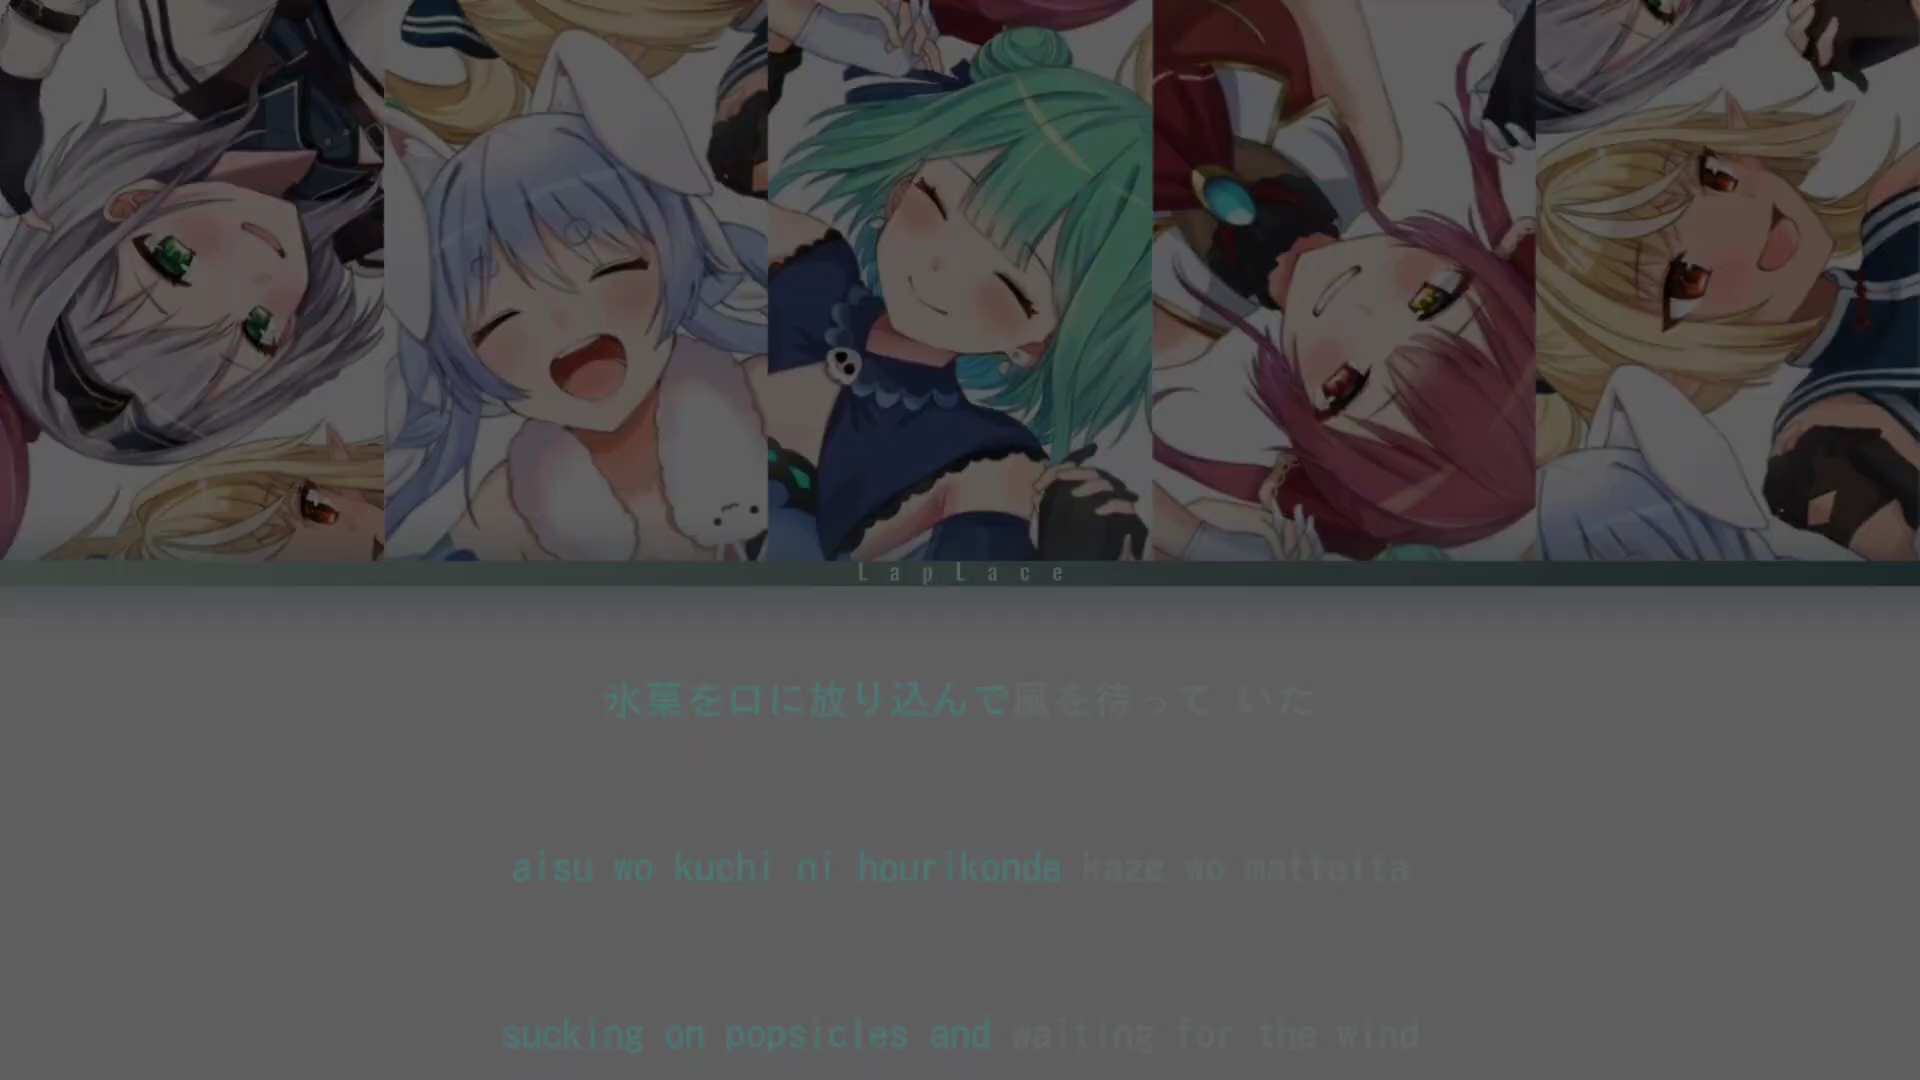 LapLace
氷菓を口に放り込んで風を待って いた
aisu wo kuchi ni hourikonde kaze wo matteita
sucking on popsicles and waiting for the wind